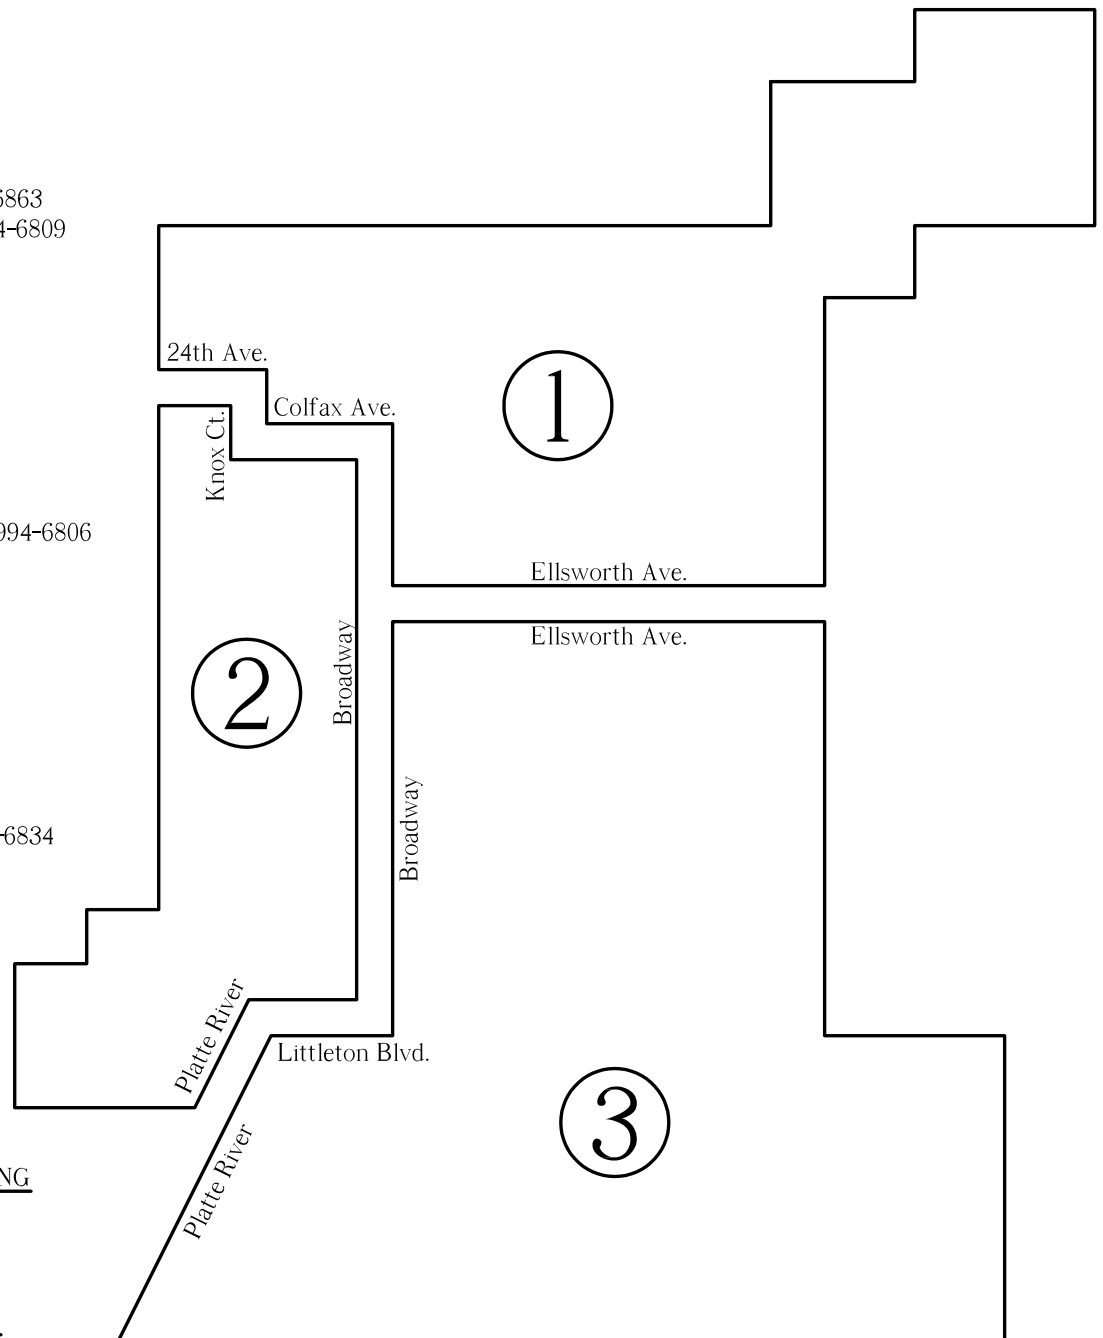 6863
4-6809
24th Ave.
Colfax Ave.
Knox Ct.
1
994-6806
Ellsworth Ave.
Ellsworth Ave.
Broadway
2
Broadway
-6834
Platte River
Littleton Blvd.
3
Platte River
NG